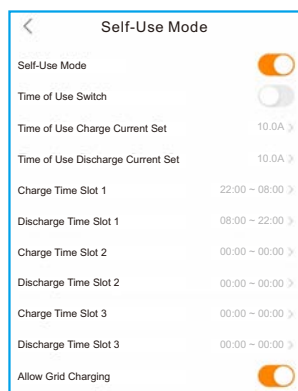 Self-Use Mode
Self-Use Mode
Time of Use Switch
Time of Use Charge Current Set 10.0A
Time of Use Discharge Current Set 10.0A
Charge Time Slot 1 22:00 ~ 08:00
Discharge Time Slot 1 08:00 ~ 22:00
Charge Time Slot 2 00:00 ~ 00:00
Discharge Time Slot 2 00:00 ~ 00:00
Charge Time Slot 3 00:00 ~ 00:00
Discharge Time Slot 3 00:00 ~ 00:00
Allow Grid Charging